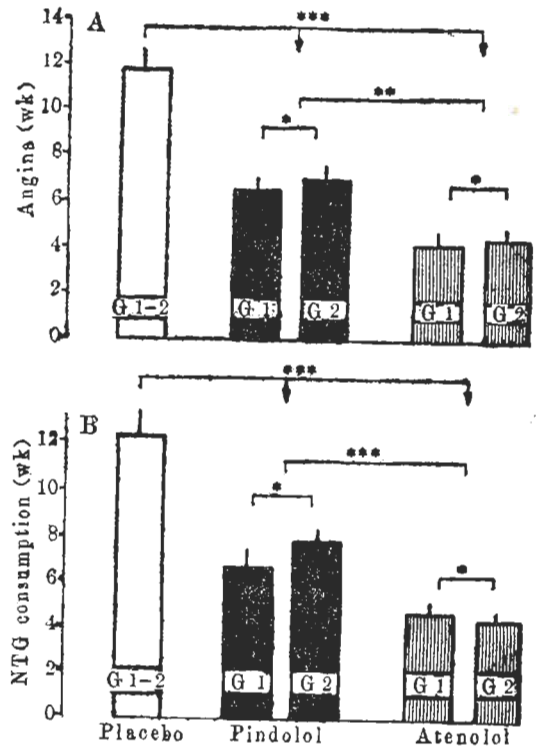 A
***
**
*
*
Angina (wk)
14
12
10
8
6
4
2
0
G 1-2
G 1
G 2
G 1
G 2
B
***
***
*
*
NTG consumption (wk)
12
10
8
6
4
2
0
G 1-2
G 1
G 2
G 1
G 2
Placebo Pindolol Atenolol